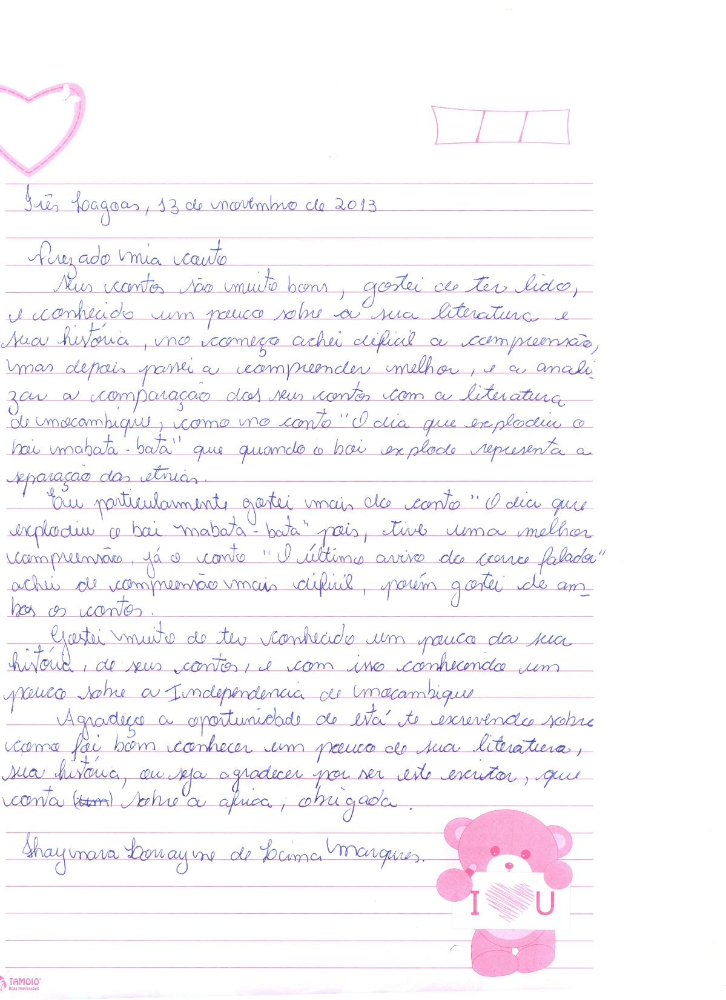 Três Lagoas, 13 de novembro de 2013
Prezado mia couto
seus contos são muito bons, gostei de ter lido,
e conhecido um pouco sobre a sua literatura e
sua história, no começo achei dificil a compreensão,
mas depois passei a compreender melhor, e a anali-
zar a comparação dos seus contos com a literatura
de mocambique, como no conto "O dia que explodiu o
boi mabata-bata" que quando o boi explode representa a
separação das etnias.
Eu particularmente gostei mais do conto "O dia que
explodiu o boi mabata-bata" pois, tive uma melhor
compreensão, já o conto "O último aviso do corvo falador"
achei de compreensão mais dificil, porém gostei de am-
bos os contos.
Gostei muito de ter conhecido um pouco da sua
história, de seus contos, e com isso conhecendo um
pouco sobre a Independencia de mocambique
Agradeço a oportunidade de está te escrevendo sobre
como foi bom conhecer um pouco de sua literatura,
sua história, ou seja agradecer por ser este escritor, que
conta sobre a africa, obrigada.
Thaynara Lorrayne de Lima Marques.
I U
TAMOIO
Boas Impressões